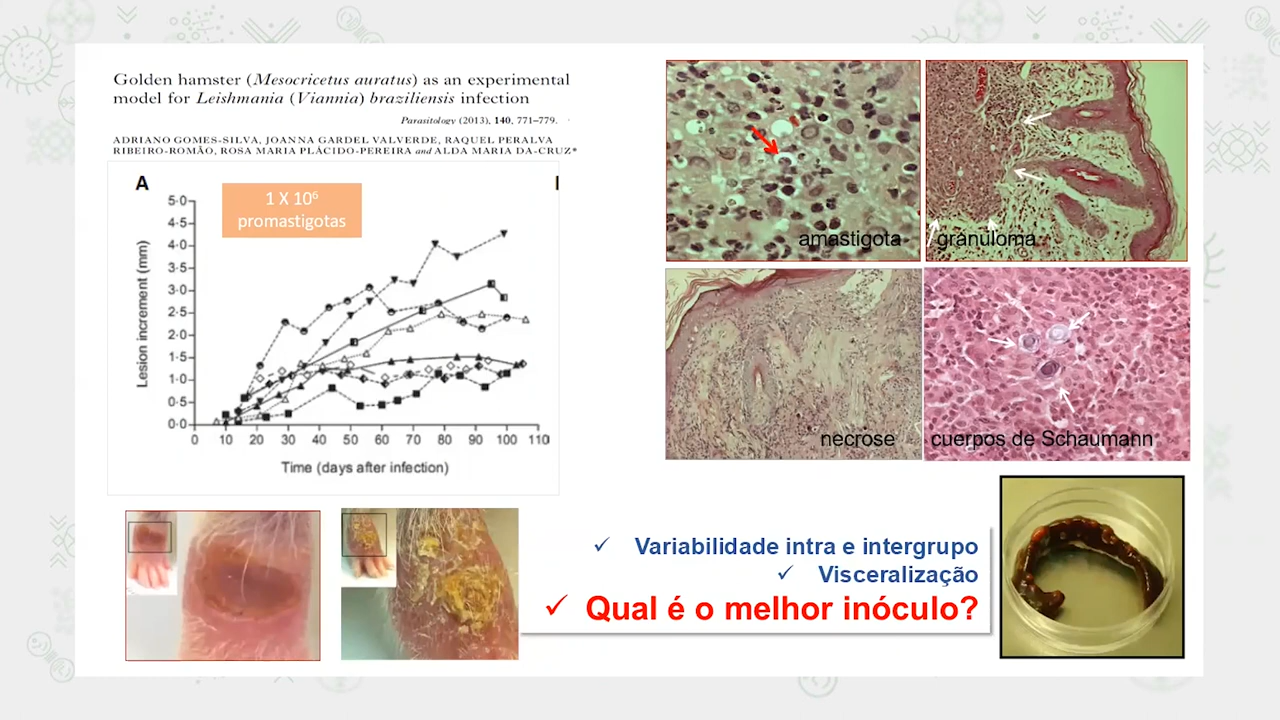 Golden hamster (Mesocricetus auratus) as an experimental
model for Leishmania (Viannia) braziliensis infection
Parasitology (2013), 140, 771–779.
ADRIANO GOMES-SILVA, JOANNA GARDEL VALVERDE, RAQUEL PERALVA
RIBEIRO-ROMÃO, ROSA MARIA PLÁCIDO-PEREIRA and ALDA MARIA DA-CRUZ*
A
1 X 10⁶
promastigotas
Lesion increment (mm)
5·0
4·5
4·0
3·5
3·0
2·5
2·0
1·5
1·0
0·5
0·0
0 10 20 30 40 50 60 70 80 90 100 110
Time (days after infection)
amastigota
granuloma
necrose
cuerpos de Schaumann
✓ Variabilidade intra e intergrupo
✓ Visceralização
✓ Qual é o melhor inóculo?